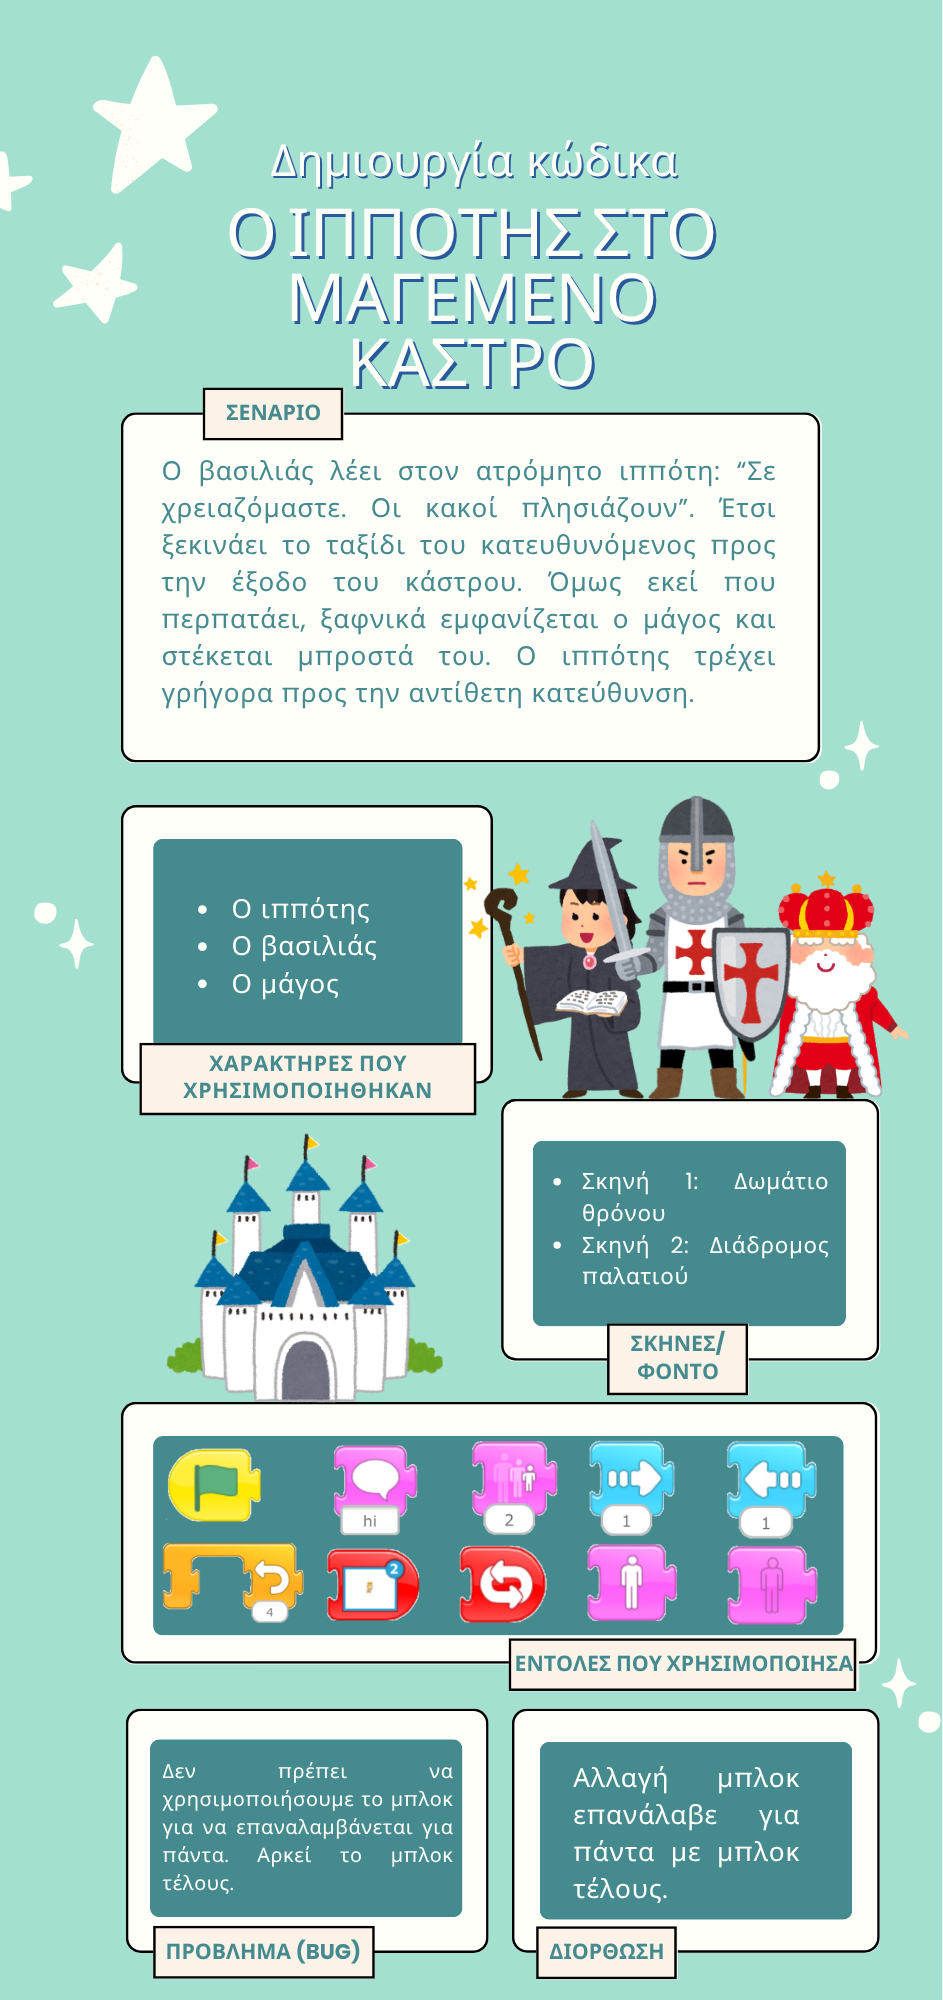 Δημιουργία κώδικα
Ο ΙΠΠΟΤΗΣ ΣΤΟ
ΜΑΓΕΜΕΝΟ
ΚΑΣΤΡΟ
ΣΕΝΑΡΙΟ
Ο βασιλιάς λέει στον ατρόμητο ιππότη: “Σε
χρειαζόμαστε. Οι κακοί πλησιάζουν”. Έτσι
ξεκινάει το ταξίδι του κατευθυνόμενος προς
την έξοδο του κάστρου. Όμως εκεί που
περπατάει, ξαφνικά εμφανίζεται ο μάγος και
στέκεται μπροστά του. Ο ιππότης τρέχει
γρήγορα προς την αντίθετη κατεύθυνση.
Ο ιππότης
Ο βασιλιάς
Ο μάγος
ΧΑΡΑΚΤΗΡΕΣ ΠΟΥ
ΧΡΗΣΙΜΟΠΟΙΗΘΗΚΑΝ
Σκηνή 1: Δωμάτιο
θρόνου
Σκηνή 2: Διάδρομος
παλατιού
ΣΚΗΝΕΣ/
ΦΟΝΤΟ
hi 2 1 1
4 2
ΕΝΤΟΛΕΣ ΠΟΥ ΧΡΗΣΙΜΟΠΟΙΗΣΑ
Δεν πρέπει να
χρησιμοποιήσουμε το μπλοκ
για να επαναλαμβάνεται για
πάντα. Αρκεί το μπλοκ
τέλους.
ΠΡΟΒΛΗΜΑ (BUG)
Αλλαγή μπλοκ
επανάλαβε για
πάντα με μπλοκ
τέλους.
ΔΙΟΡΘΩΣΗ